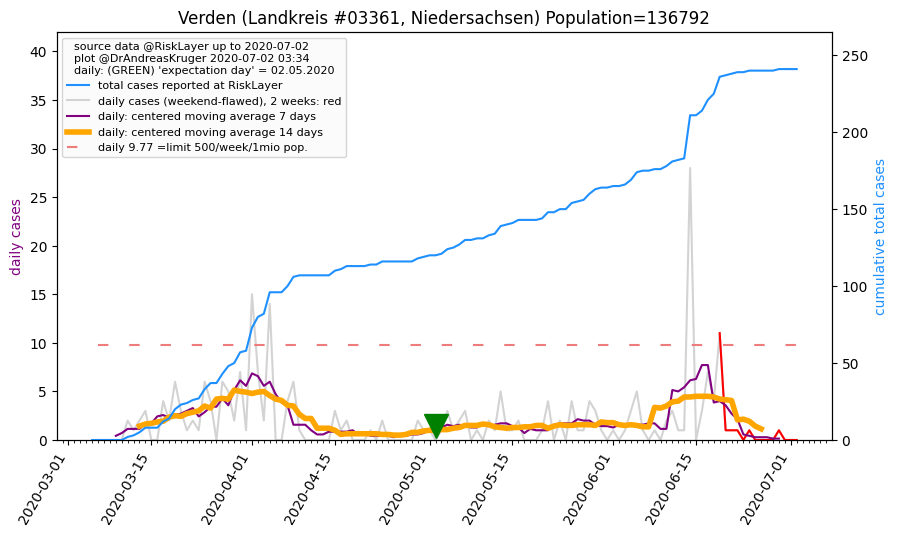 Verden (Landkreis #03361, Niedersachsen) Population=136792
source data @RiskLayer up to 2020-07-02
plot @DrAndreasKruger 2020-07-02 03:34
daily: (GREEN) 'expectation day' = 02.05.2020
total cases reported at RiskLayer
daily cases (weekend-flawed), 2 weeks: red
daily: centered moving average 7 days
daily: centered moving average 14 days
daily 9.77 =limit 500/week/1mio pop.
daily cases
40
35
30
25
20
15
10
5
0
cumulative total cases
250
200
150
100
50
0
2020-03-01
2020-03-15
2020-04-01
2020-04-15
2020-05-01
2020-05-15
2020-06-01
2020-06-15
2020-07-01